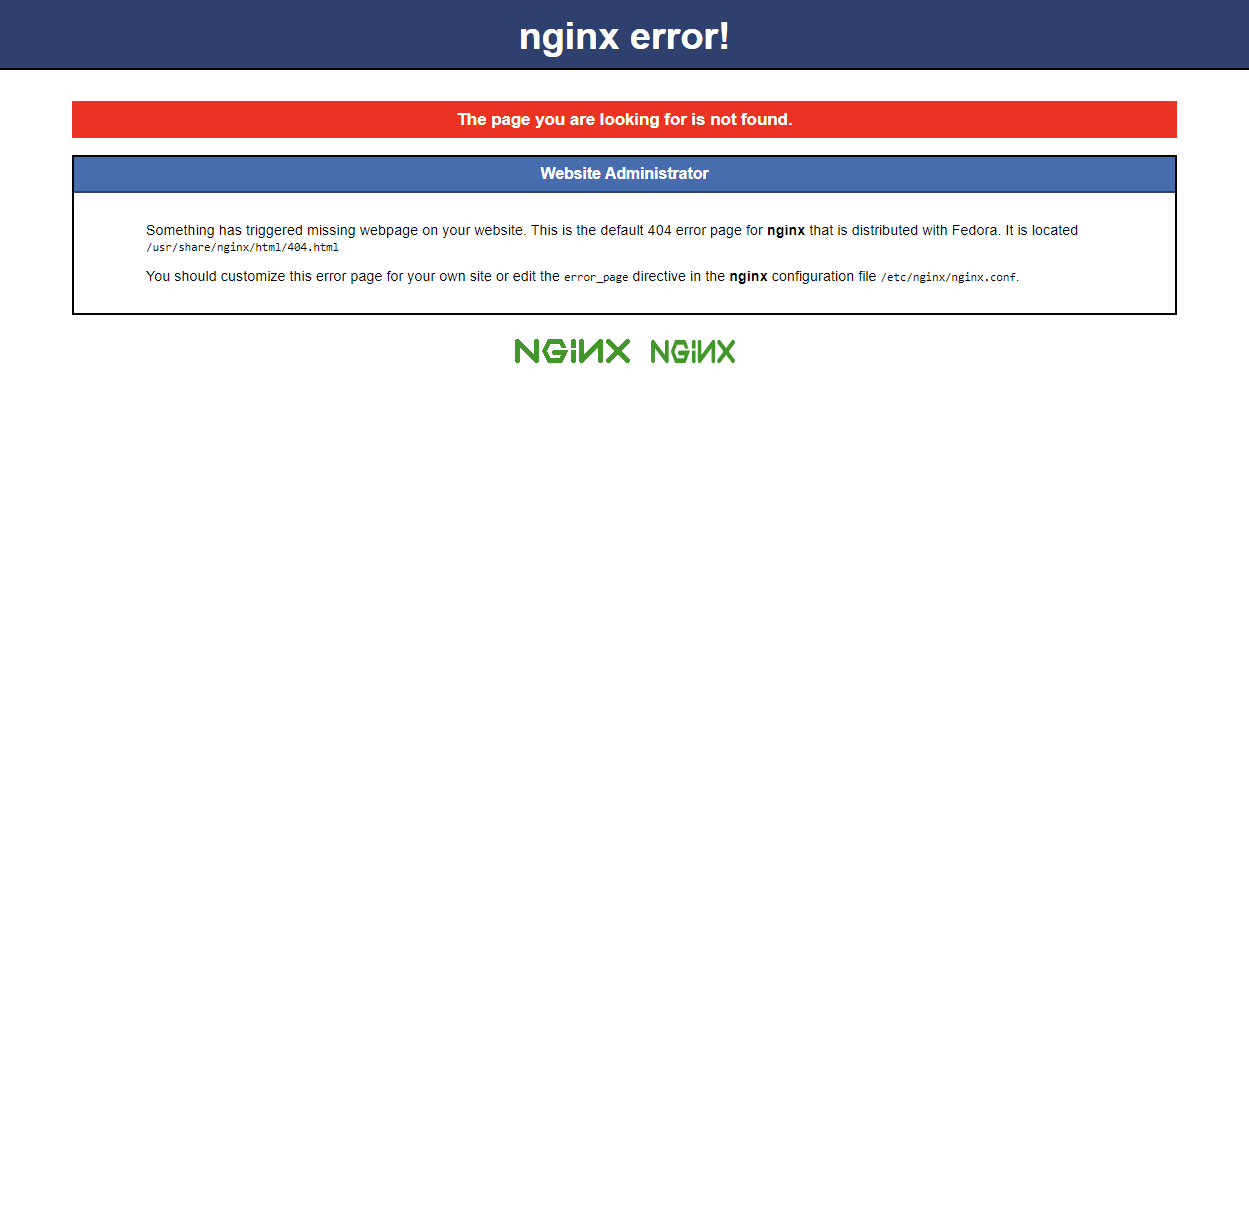 nginx error!
The page you are looking for is not found.
Website Administrator
Something has triggered missing webpage on your website. This is the default 404 error page for nginx that is distributed with Fedora. It is located
/usr/share/nginx/html/404.html
You should customize this error page for your own site or edit the error_page directive in the nginx configuration file /etc/nginx/nginx.conf.
NGiNX NGiNX